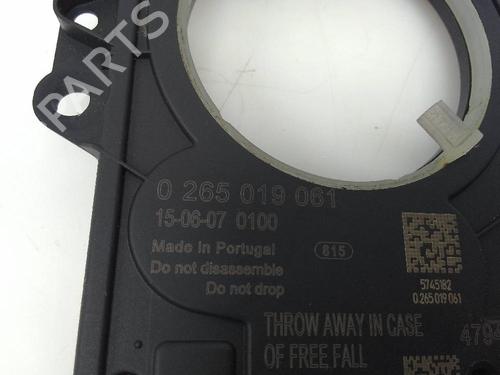 PARTS
0 265 019 061
15-06-07 0100
Made in Portugal
815
Do not disassemble
Do not drop
5745182
0 265 019 061
THROW AWAY IN CASE
OF FREE FALL
4794